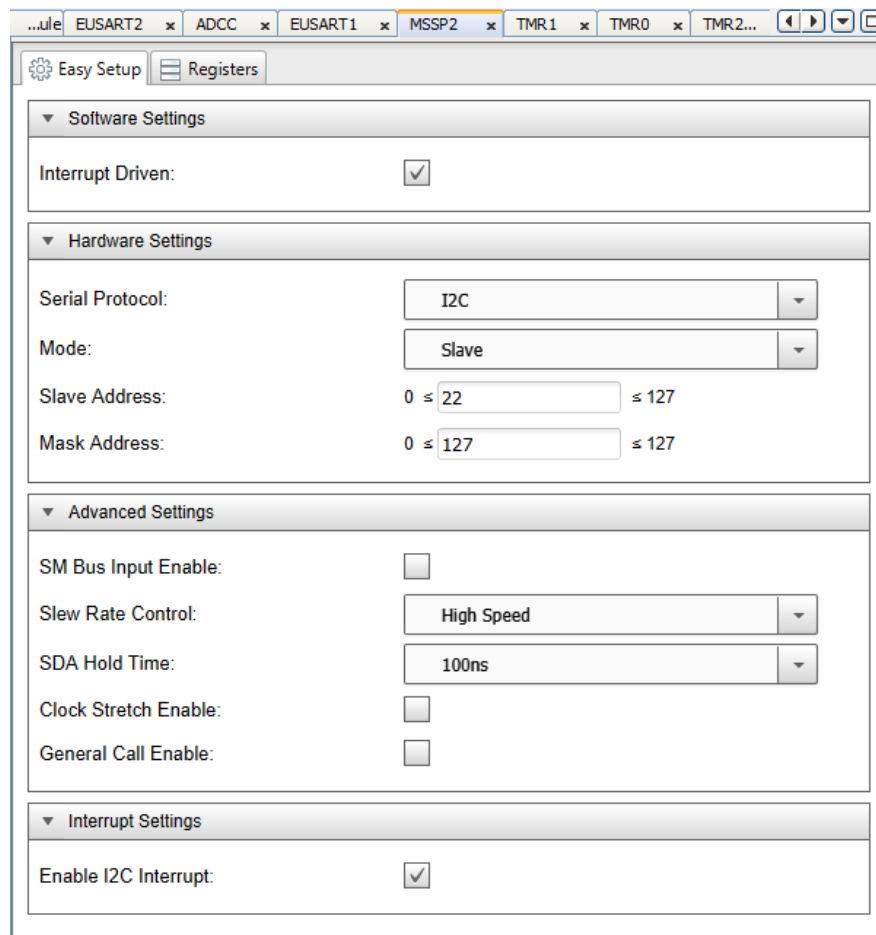 ...ule EUSART2 x ADCC x EUSART1 x MSSP2 x TMR1 x TMR0 x TMR2...
Easy Setup Registers
Software Settings
Interrupt Driven:
Hardware Settings
Serial Protocol: I2C
Mode: Slave
Slave Address: 0 ≤ 22 ≤ 127
Mask Address: 0 ≤ 127 ≤ 127
Advanced Settings
SM Bus Input Enable:
Slew Rate Control: High Speed
SDA Hold Time: 100ns
Clock Stretch Enable:
General Call Enable:
Interrupt Settings
Enable I2C Interrupt: